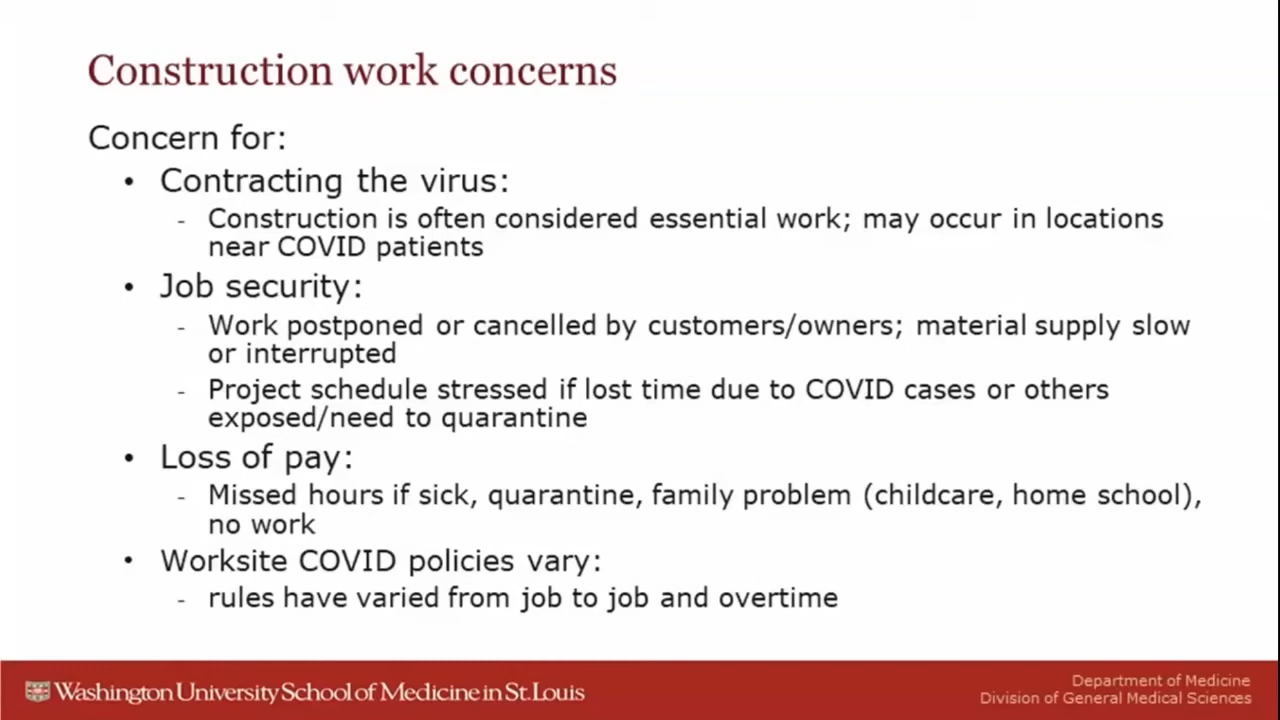 Construction work concerns
Concern for:
• Contracting the virus:
- Construction is often considered essential work; may occur in locations
near COVID patients
• Job security:
- Work postponed or cancelled by customers/owners; material supply slow
or interrupted
- Project schedule stressed if lost time due to COVID cases or others
exposed/need to quarantine
• Loss of pay:
- Missed hours if sick, quarantine, family problem (childcare, home school),
no work
• Worksite COVID policies vary:
- rules have varied from job to job and overtime
Washington University School of Medicine in St. Louis
Department of Medicine
Division of General Medical Sciences